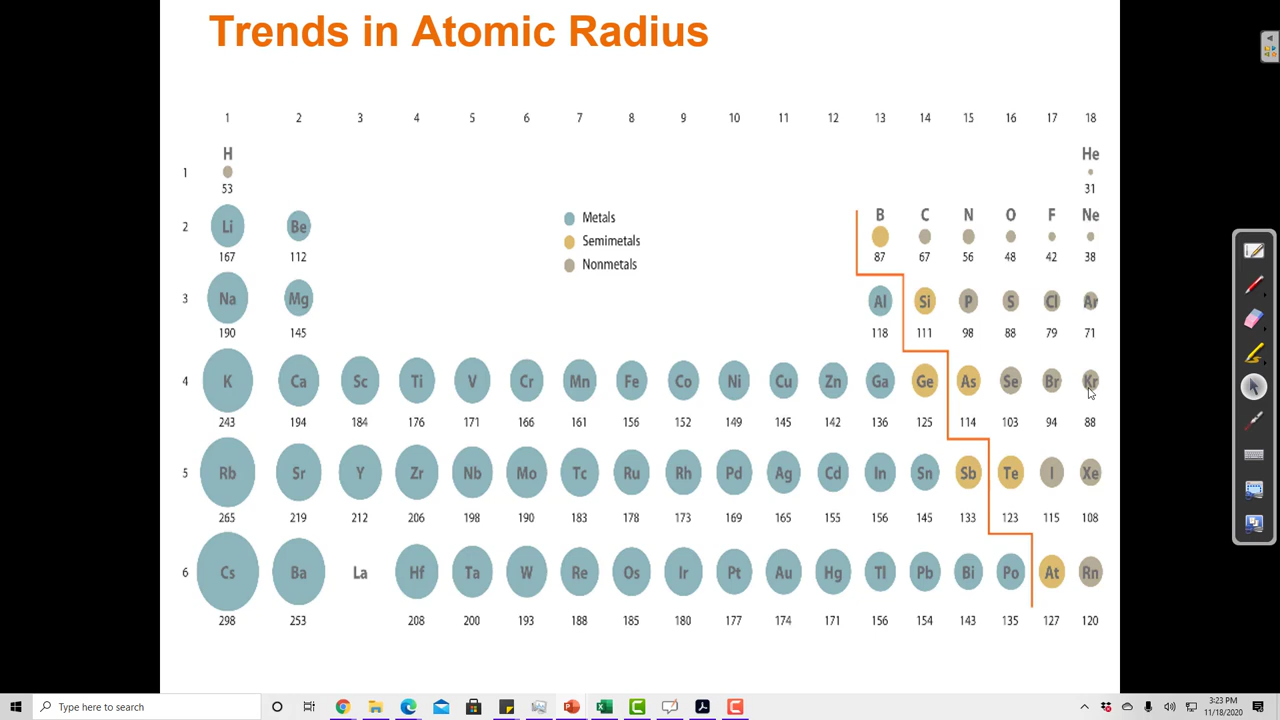 Trends in Atomic Radius
1 2 3 4 5 6 7 8 9 10 11 12 13 14 15 16 17 18
H He
1
53 31
B C N O F Ne
2 Li Be
Metals
Semimetals
Nonmetals
167 112 87 67 56 48 42 38
3 Na Mg Al Si P S Cl Ar
190 145 118 111 98 88 79 71
4 K Ca Sc Ti V Cr Mn Fe Co Ni Cu Zn Ga Ge As Se Br Kr
243 194 184 176 171 166 161 156 152 149 145 142 136 125 114 103 94 88
5 Rb Sr Y Zr Nb Mo Tc Ru Rh Pd Ag Cd In Sn Sb Te I Xe
265 219 212 206 198 190 183 178 173 169 165 155 156 145 133 123 115 108
6 Cs Ba La Hf Ta W Re Os Ir Pt Au Hg Tl Pb Bi Po At Rn
298 253 208 200 193 188 185 180 177 174 171 156 154 143 135 127 120
Type here to search
3:23 PM
11/18/2020